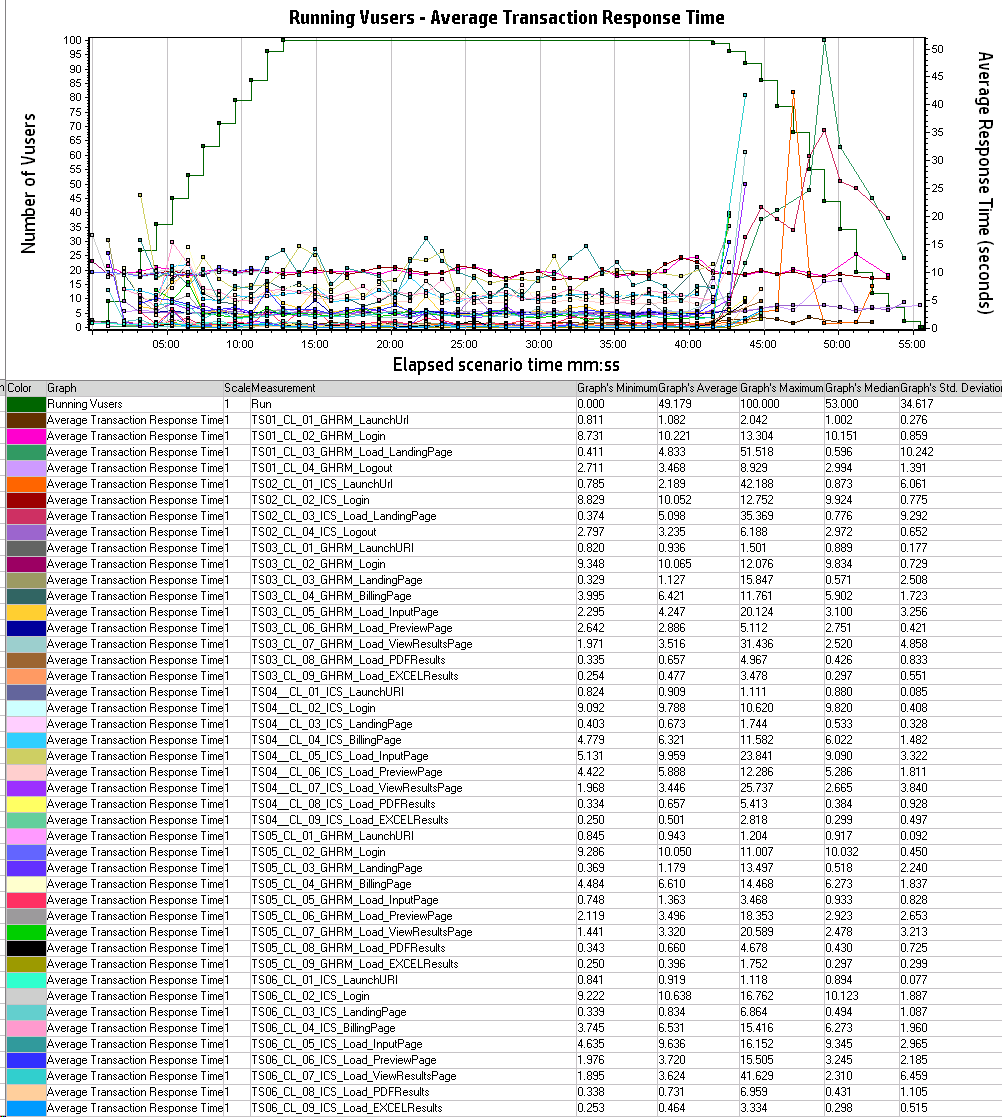 Running Vusers - Average Transaction Response Time
Number of Vusers
100
95
90
85
80
75
70
65
60
55
50
45
40
35
30
25
20
15
10
5
0
50
45
40
35
30
25
20
15
10
5
0
Average Response Time (seconds)
05:00 10:00 15:00 20:00 25:00 30:00 35:00 40:00 45:00 50:00 55:00
Elapsed scenario time mm:ss
Color Graph Scale Measurement Graph's Minimum Graph's Average Graph's Maximum Graph's Median Graph's Std. Deviation
Running Vusers 1 Run 0.000 49.179 100.000 53.000 34.617
Average Transaction Response Time 1 TS01_CL_01_GHRM_LaunchUrl 0.811 1.082 2.042 1.002 0.276
Average Transaction Response Time 1 TS01_CL_02_GHRM_Login 8.731 10.221 13.304 10.151 0.859
Average Transaction Response Time 1 TS01_CL_03_GHRM_Load_LandingPage 0.411 4.833 51.518 0.596 10.242
Average Transaction Response Time 1 TS01_CL_04_GHRM_Logout 2.711 3.468 8.929 2.994 1.391
Average Transaction Response Time 1 TS02_CL_01_ICS_LaunchUrl 0.785 2.189 42.188 0.873 6.061
Average Transaction Response Time 1 TS02_CL_02_ICS_Login 8.829 10.052 12.752 9.924 0.775
Average Transaction Response Time 1 TS02_CL_03_ICS_Load_LandingPage 0.374 5.098 35.369 0.776 9.292
Average Transaction Response Time 1 TS02_CL_04_ICS_Logout 2.797 3.235 6.188 2.972 0.652
Average Transaction Response Time 1 TS03_CL_01_GHRM_LaunchURI 0.820 0.936 1.501 0.889 0.177
Average Transaction Response Time 1 TS03_CL_02_GHRM_Login 9.348 10.065 12.076 9.834 0.729
Average Transaction Response Time 1 TS03_CL_03_GHRM_LandingPage 0.329 1.127 15.847 0.571 2.508
Average Transaction Response Time 1 TS03_CL_04_GHRM_BillingPage 3.995 6.421 11.761 5.902 1.723
Average Transaction Response Time 1 TS03_CL_05_GHRM_Load_InputPage 2.295 4.247 20.124 3.100 3.256
Average Transaction Response Time 1 TS03_CL_06_GHRM_Load_PreviewPage 2.642 2.886 5.112 2.751 0.421
Average Transaction Response Time 1 TS03_CL_07_GHRM_Load_ViewResultsPage 1.971 3.516 31.436 2.520 4.858
Average Transaction Response Time 1 TS03_CL_08_GHRM_Load_PDFResults 0.335 0.657 4.967 0.426 0.833
Average Transaction Response Time 1 TS03_CL_09_GHRM_Load_EXCELResults 0.254 0.477 3.478 0.297 0.551
Average Transaction Response Time 1 TS04__CL_01_ICS_LaunchURI 0.824 0.909 1.111 0.880 0.085
Average Transaction Response Time 1 TS04__CL_02_ICS_Login 9.092 9.788 10.620 9.820 0.408
Average Transaction Response Time 1 TS04__CL_03_ICS_LandingPage 0.403 0.673 1.744 0.533 0.328
Average Transaction Response Time 1 TS04__CL_04_ICS_BillingPage 4.779 6.321 11.582 6.022 1.482
Average Transaction Response Time 1 TS04__CL_05_ICS_Load_InputPage 5.131 9.959 23.841 9.090 3.322
Average Transaction Response Time 1 TS04__CL_06_ICS_Load_PreviewPage 4.422 5.888 12.286 5.286 1.811
Average Transaction Response Time 1 TS04__CL_07_ICS_Load_ViewResultsPage 1.968 3.446 25.737 2.665 3.840
Average Transaction Response Time 1 TS04__CL_08_ICS_Load_PDFResults 0.334 0.657 5.413 0.384 0.928
Average Transaction Response Time 1 TS04__CL_09_ICS_Load_EXCELResults 0.250 0.501 2.818 0.299 0.497
Average Transaction Response Time 1 TS05_CL_01_GHRM_LaunchURI 0.845 0.943 1.204 0.917 0.092
Average Transaction Response Time 1 TS05_CL_02_GHRM_Login 9.286 10.050 11.007 10.032 0.450
Average Transaction Response Time 1 TS05_CL_03_GHRM_LandingPage 0.369 1.179 13.497 0.518 2.240
Average Transaction Response Time 1 TS05_CL_04_GHRM_BillingPage 4.484 6.610 14.468 6.273 1.837
Average Transaction Response Time 1 TS05_CL_05_GHRM_Load_InputPage 0.748 1.363 3.468 0.933 0.828
Average Transaction Response Time 1 TS05_CL_06_GHRM_Load_PreviewPage 2.119 3.496 18.353 2.923 2.653
Average Transaction Response Time 1 TS05_CL_07_GHRM_Load_ViewResultsPage 1.441 3.320 20.589 2.478 3.213
Average Transaction Response Time 1 TS05_CL_08_GHRM_Load_PDFResults 0.343 0.660 4.678 0.430 0.725
Average Transaction Response Time 1 TS05_CL_09_GHRM_Load_EXCELResults 0.250 0.396 1.752 0.297 0.299
Average Transaction Response Time 1 TS06_CL_01_ICS_LaunchURI 0.841 0.919 1.118 0.894 0.077
Average Transaction Response Time 1 TS06_CL_02_ICS_Login 9.222 10.638 16.762 10.123 1.887
Average Transaction Response Time 1 TS06_CL_03_ICS_LandingPage 0.339 0.834 6.864 0.494 1.087
Average Transaction Response Time 1 TS06_CL_04_ICS_BillingPage 3.745 6.531 15.416 6.273 1.960
Average Transaction Response Time 1 TS06_CL_05_ICS_Load_InputPage 4.635 9.636 16.152 9.345 2.965
Average Transaction Response Time 1 TS06_CL_06_ICS_Load_PreviewPage 1.976 3.720 15.505 3.245 2.185
Average Transaction Response Time 1 TS06_CL_07_ICS_Load_ViewResultsPage 1.895 3.624 41.629 2.310 6.459
Average Transaction Response Time 1 TS06_CL_08_ICS_Load_PDFResults 0.338 0.731 6.959 0.431 1.105
Average Transaction Response Time 1 TS06_CL_09_ICS_Load_EXCELResults 0.253 0.464 3.334 0.298 0.515